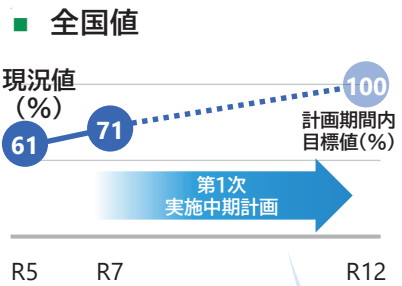 ■ 全国値
現況値
（%）
100
71
61
計画期間内
目標値(%)
第1次
実施中期計画
R5 R7 R12